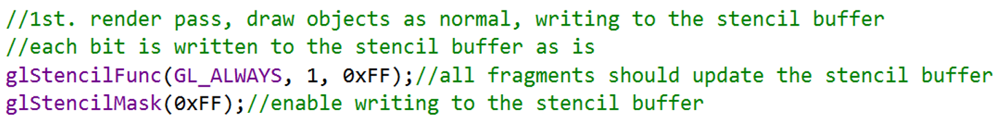 //1st. render pass, draw objects as normal, writing to the stencil buffer
//each bit is written to the stencil buffer as is
glStencilFunc(GL_ALWAYS, 1, 0xFF);//all fragments should update the stencil buffer
glStencilMask(0xFF);//enable writing to the stencil buffer